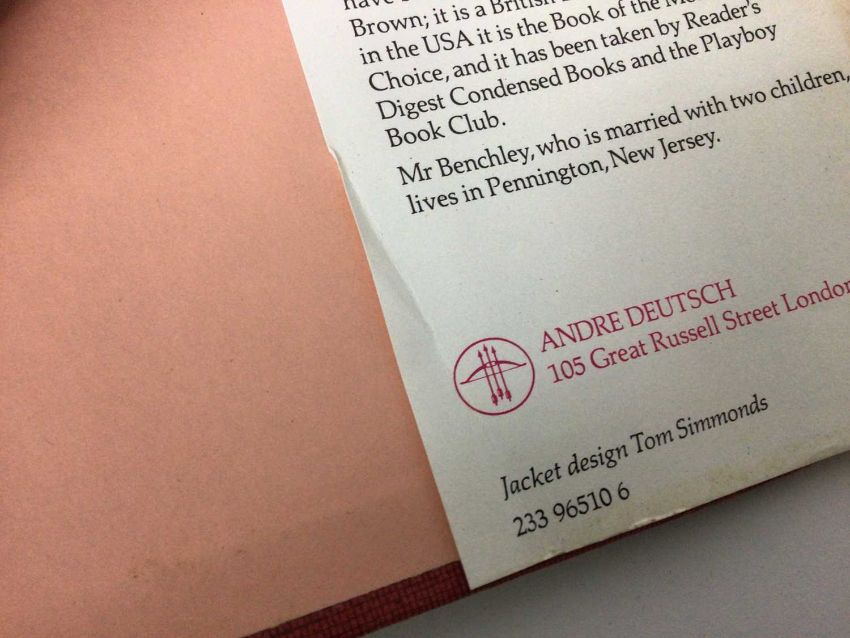 Brown; it is a British
in the USA it is the Book of the
Choice, and it has been taken by Reader's
Digest Condensed Books and the Playboy
Book Club.
Mr Benchley, who is married with two children,
lives in Pennington, New Jersey.
ANDRE DEUTSCH
105 Great Russell Street London
Jacket design Tom Simmonds
233 96510 6